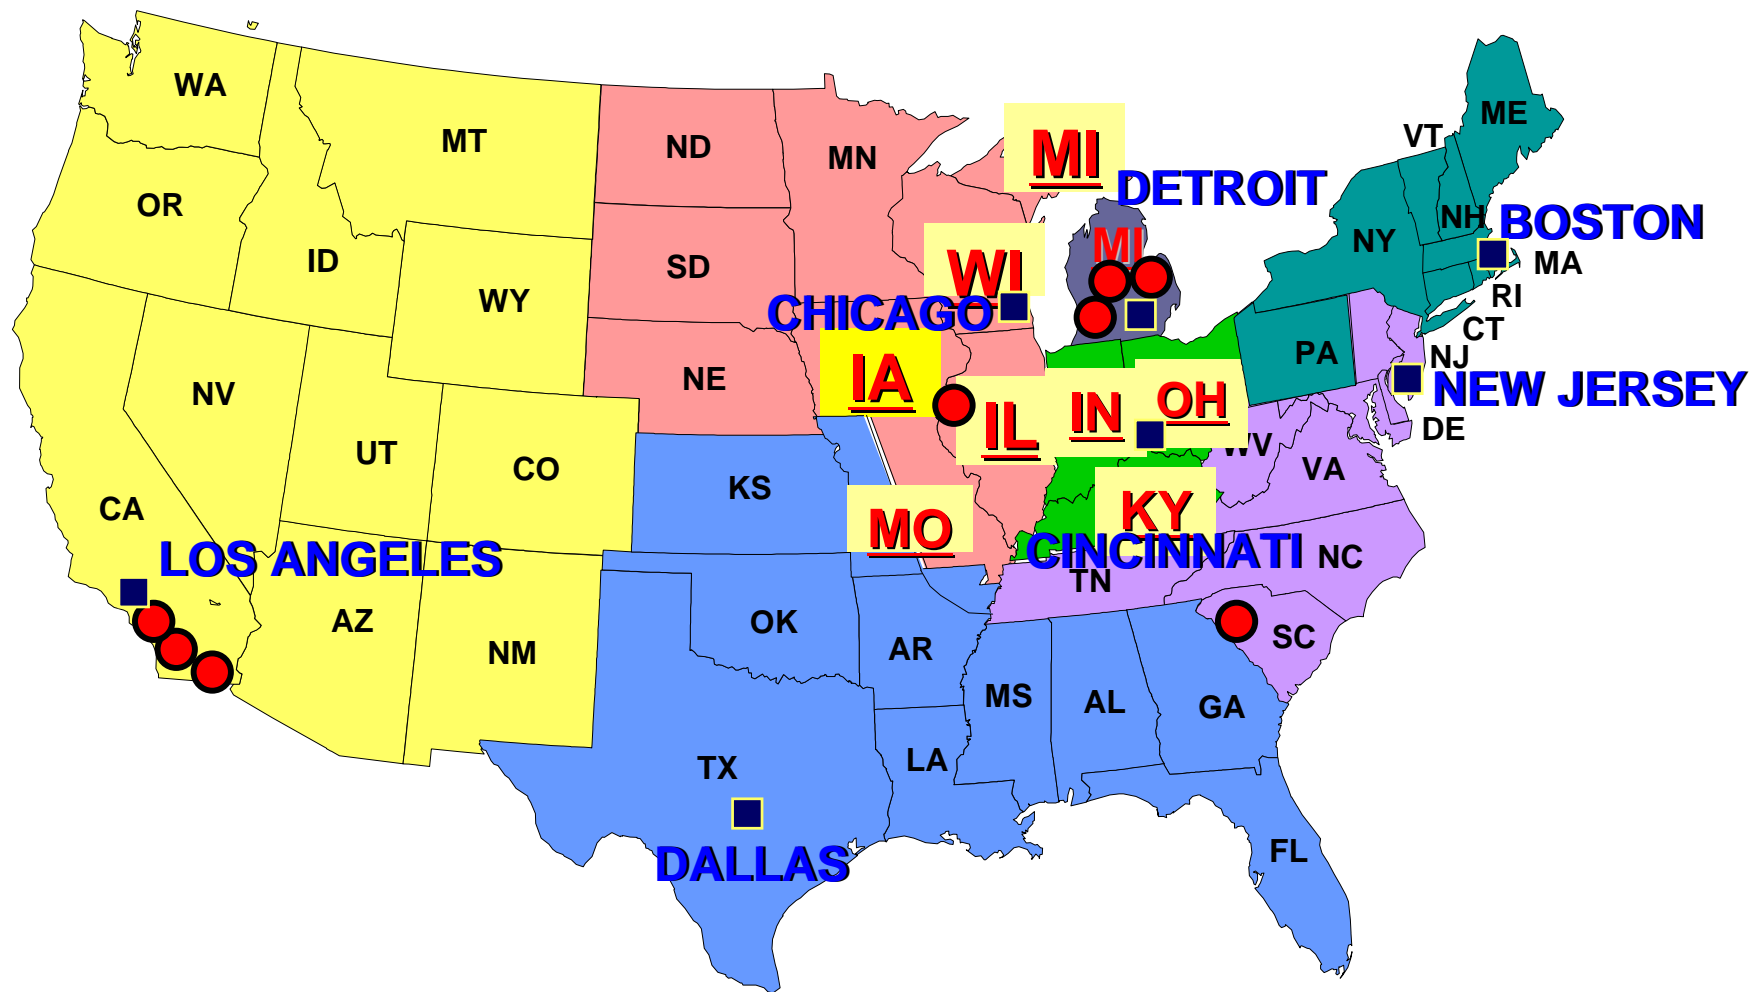 WA
MT
ND
MN
MI
ME
VT
DETROIT
OR
ID
SD
WI
MI
NY
NH
BOSTON
MA
WY
CHICAGO
RI
CT
NV
NE
IA
PA
NJ
NEW JERSEY
UT
CO
IL
IN
OH
DE
WV
VA
CA
KS
MO
KY
LOS ANGELES
CINCINNATI
NC
TN
AZ
NM
OK
AR
SC
MS
AL
GA
TX
LA
DALLAS
FL